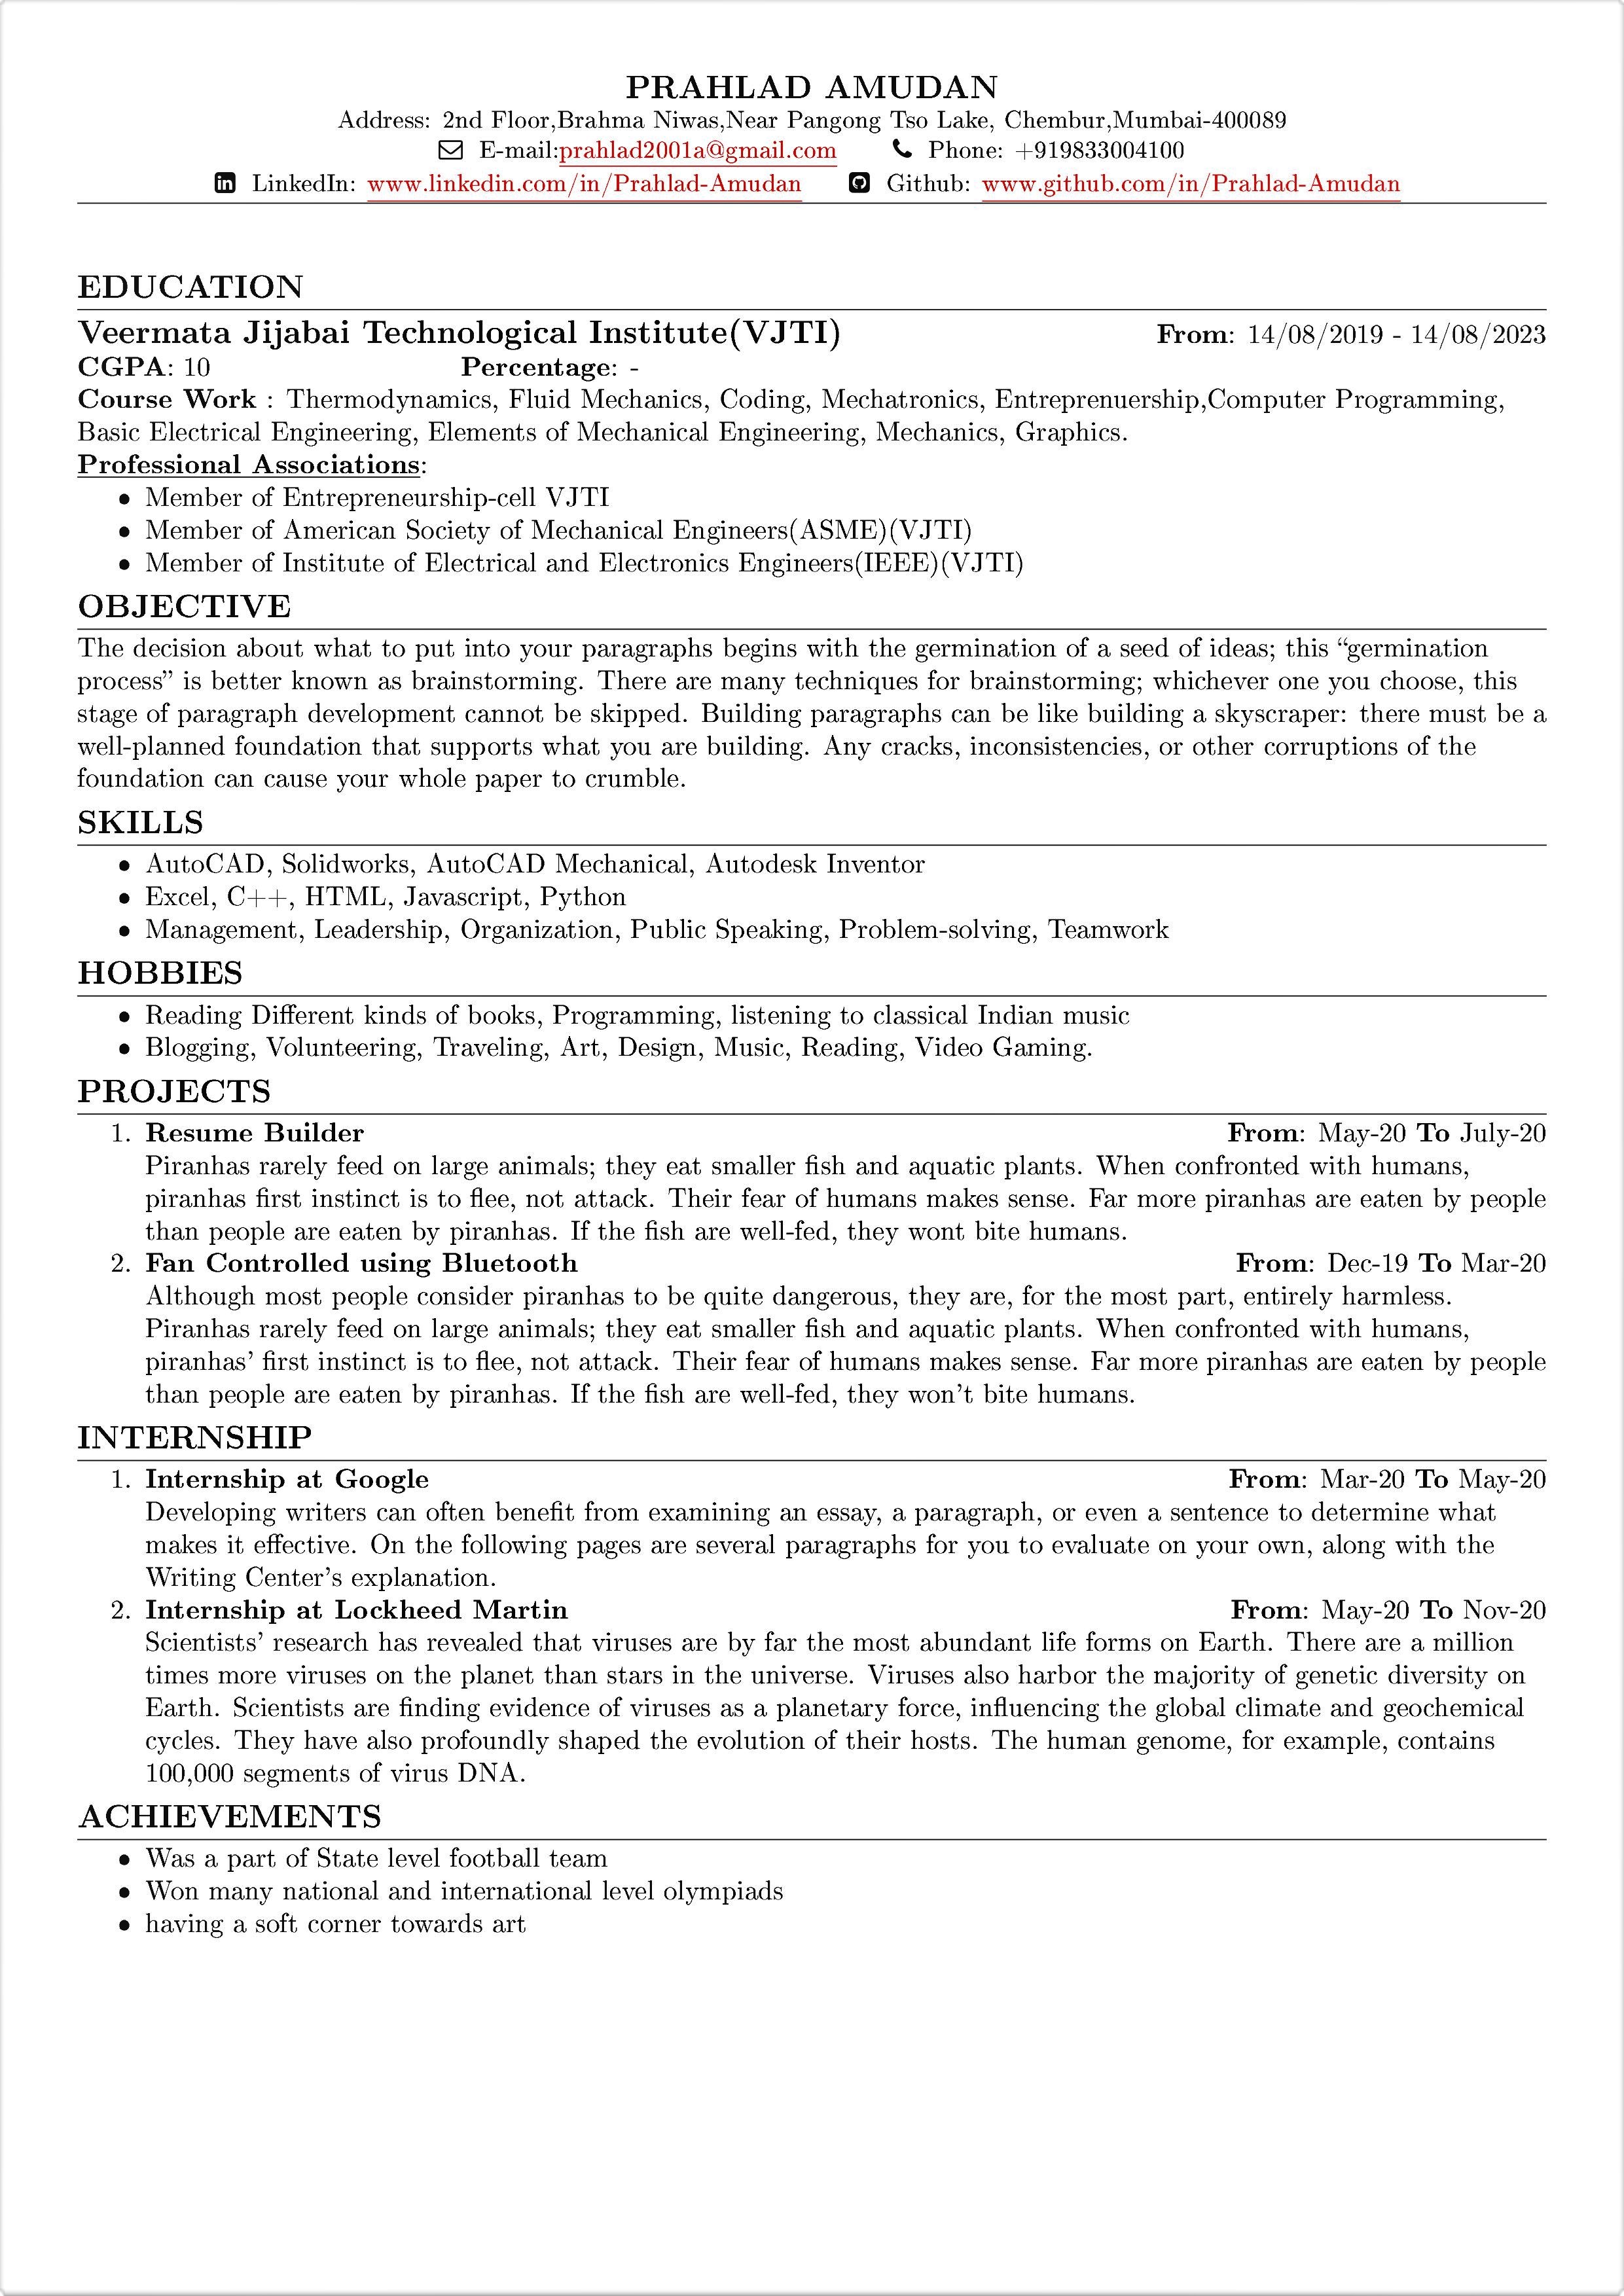 PRAHLAD AMUDAN
Address: 2nd Floor,Brahma Niwas,Near Pangong Tso Lake, Chembur,Mumbai-400089
E-mail:prahlad2001a@gmail.com Phone: +919833004100
LinkedIn: www.linkedin.com/in/Prahlad-Amudan Github: www.github.com/in/Prahlad-Amudan
EDUCATION
Veermata Jijabai Technological Institute(VJTI) From: 14/08/2019 - 14/08/2023
CGPA: 10 Percentage: -
Course Work : Thermodynamics, Fluid Mechanics, Coding, Mechatronics, Entreprenuership,Computer Programming,
Basic Electrical Engineering, Elements of Mechanical Engineering, Mechanics, Graphics.
Professional Associations:
• Member of Entrepreneurship-cell VJTI
• Member of American Society of Mechanical Engineers(ASME)(VJTI)
• Member of Institute of Electrical and Electronics Engineers(IEEE)(VJTI)
OBJECTIVE
The decision about what to put into your paragraphs begins with the germination of a seed of ideas; this “germination
process” is better known as brainstorming. There are many techniques for brainstorming; whichever one you choose, this
stage of paragraph development cannot be skipped. Building paragraphs can be like building a skyscraper: there must be a
well-planned foundation that supports what you are building. Any cracks, inconsistencies, or other corruptions of the
foundation can cause your whole paper to crumble.
SKILLS
• AutoCAD, Solidworks, AutoCAD Mechanical, Autodesk Inventor
• Excel, C++, HTML, Javascript, Python
• Management, Leadership, Organization, Public Speaking, Problem-solving, Teamwork
HOBBIES
• Reading Different kinds of books, Programming, listening to classical Indian music
• Blogging, Volunteering, Traveling, Art, Design, Music, Reading, Video Gaming.
PROJECTS
1. Resume Builder From: May-20 To July-20
Piranhas rarely feed on large animals; they eat smaller fish and aquatic plants. When confronted with humans,
piranhas first instinct is to flee, not attack. Their fear of humans makes sense. Far more piranhas are eaten by people
than people are eaten by piranhas. If the fish are well-fed, they wont bite humans.
2. Fan Controlled using Bluetooth From: Dec-19 To Mar-20
Although most people consider piranhas to be quite dangerous, they are, for the most part, entirely harmless.
Piranhas rarely feed on large animals; they eat smaller fish and aquatic plants. When confronted with humans,
piranhas’ first instinct is to flee, not attack. Their fear of humans makes sense. Far more piranhas are eaten by people
than people are eaten by piranhas. If the fish are well-fed, they won’t bite humans.
INTERNSHIP
1. Internship at Google From: Mar-20 To May-20
Developing writers can often benefit from examining an essay, a paragraph, or even a sentence to determine what
makes it effective. On the following pages are several paragraphs for you to evaluate on your own, along with the
Writing Center’s explanation.
2. Internship at Lockheed Martin From: May-20 To Nov-20
Scientists’ research has revealed that viruses are by far the most abundant life forms on Earth. There are a million
times more viruses on the planet than stars in the universe. Viruses also harbor the majority of genetic diversity on
Earth. Scientists are finding evidence of viruses as a planetary force, influencing the global climate and geochemical
cycles. They have also profoundly shaped the evolution of their hosts. The human genome, for example, contains
100,000 segments of virus DNA.
ACHIEVEMENTS
• Was a part of State level football team
• Won many national and international level olympiads
• having a soft corner towards art